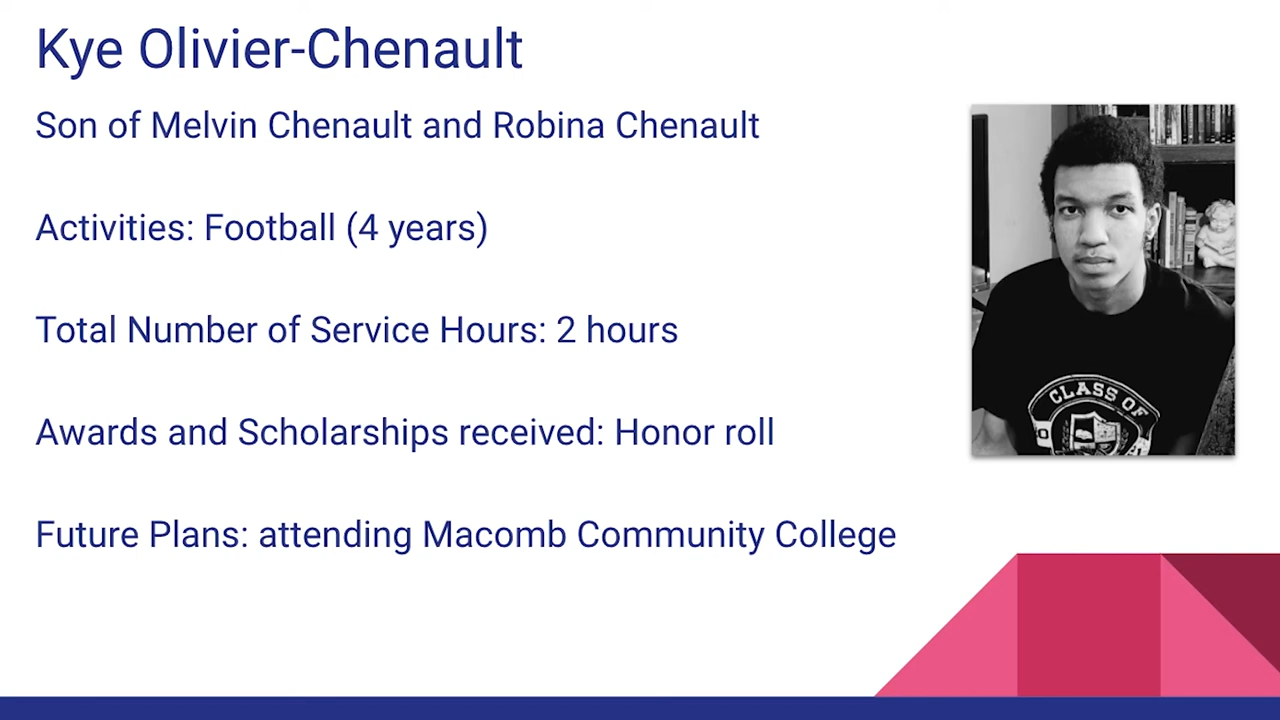 Kye Olivier-Chenault
Son of Melvin Chenault and Robina Chenault
Activities: Football (4 years)
Total Number of Service Hours: 2 hours
Awards and Scholarships received: Honor roll
Future Plans: attending Macomb Community College
CLASS OF